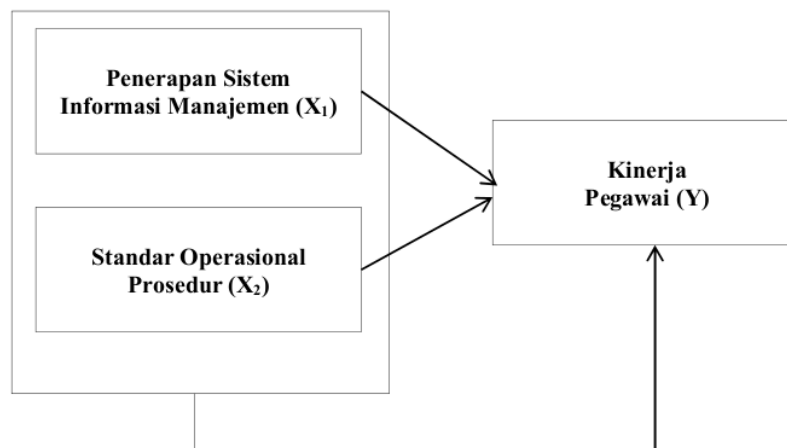 Penerapan Sistem
Informasi Manajemen (X₁)
Kinerja
Pegawai (Y)
Standar Operasional
Prosedur (X₂)